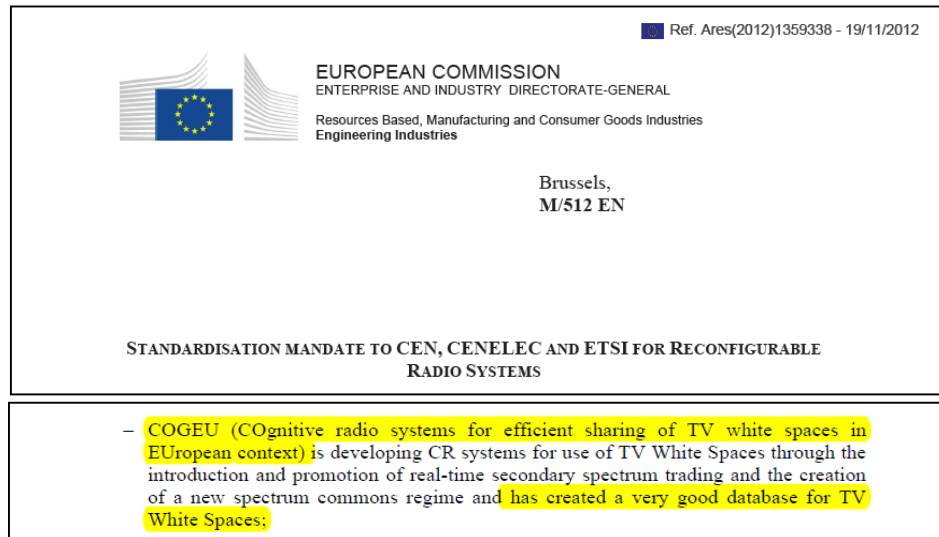 Ref. Ares(2012)1359338 - 19/11/2012
EUROPEAN COMMISSION
ENTERPRISE AND INDUSTRY DIRECTORATE-GENERAL
Resources Based, Manufacturing and Consumer Goods Industries
Engineering Industries
Brussels,
M/512 EN
STANDARDISATION MANDATE TO CEN, CENELEC AND ETSI FOR RECONFIGURABLE
RADIO SYSTEMS
– COGEU (COgnitive radio systems for efficient sharing of TV white spaces in
EUropean context) is developing CR systems for use of TV White Spaces through the
introduction and promotion of real-time secondary spectrum trading and the creation
of a new spectrum commons regime and has created a very good database for TV
White Spaces;